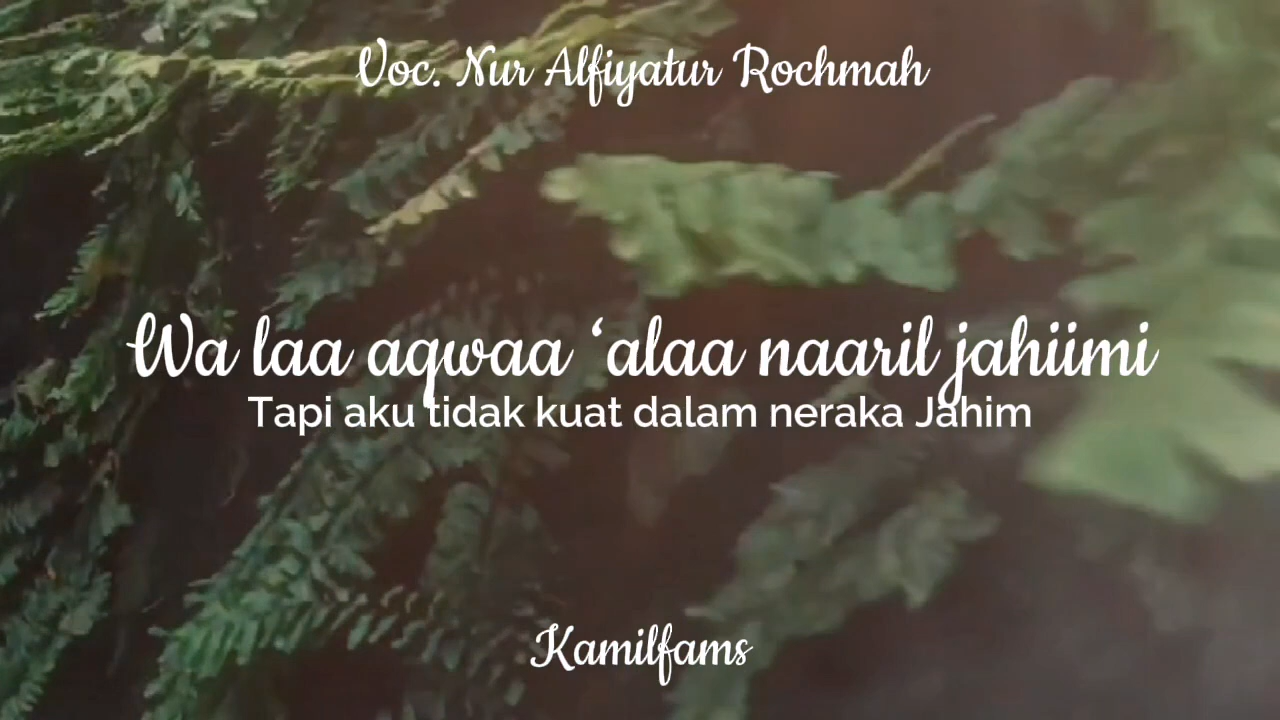 Voc. Nur Alfiyatur Rochmah
Wa laa aqwaa ‘alaa naaril jahiimi
Tapi aku tidak kuat dalam neraka Jahim
Kamilfams